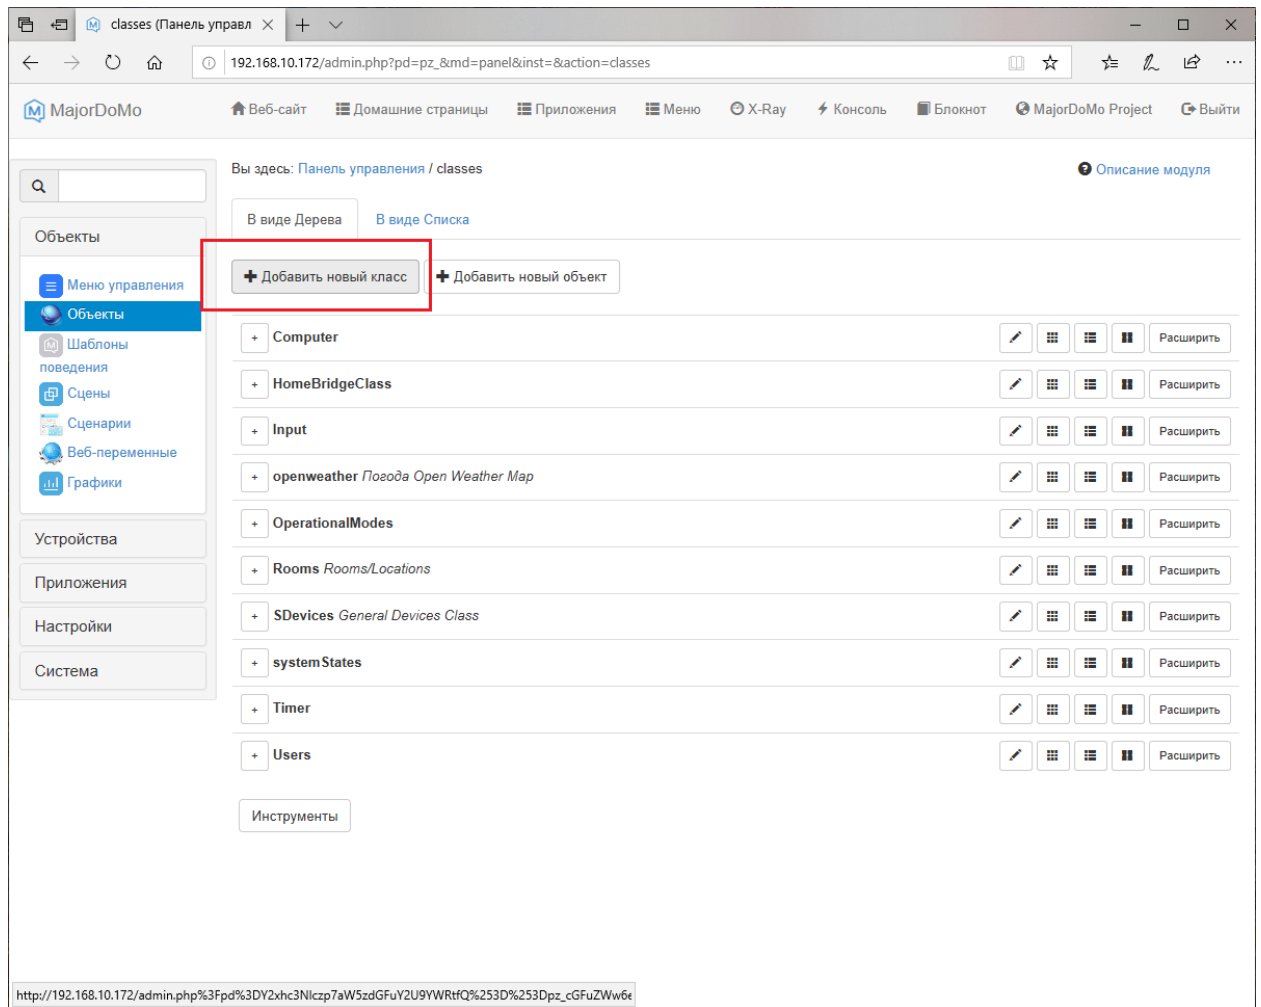 classes (Панель управл
192.168.10.172/admin.php?pd=pz_&md=panel&inst=&action=classes
MajorDoMo
Веб-сайт
Домашние страницы
Приложения
Меню
X-Ray
Консоль
Блокнот
MajorDoMo Project
Выйти
Вы здесь: Панель управления / classes
Описание модуля
В виде Дерева
В виде Списка
Добавить новый класс
Добавить новый объект
Объекты
Меню управления
Объекты
Шаблоны
поведения
Сцены
Сценарии
Веб-переменные
Графики
Устройства
Приложения
Настройки
Система
+ Computer Расширить
+ HomeBridgeClass Расширить
+ Input Расширить
+ openweather Погода Open Weather Map Расширить
+ OperationalModes Расширить
+ Rooms Rooms/Locations Расширить
+ SDevices General Devices Class Расширить
+ systemStates Расширить
+ Timer Расширить
+ Users Расширить
Инструменты
http://192.168.10.172/admin.php%3Fpd%3DY2xhc3NIczp7aW5zdGFuY2U9YWRtfQ%253D%253Dpz_cGFuZWw6e